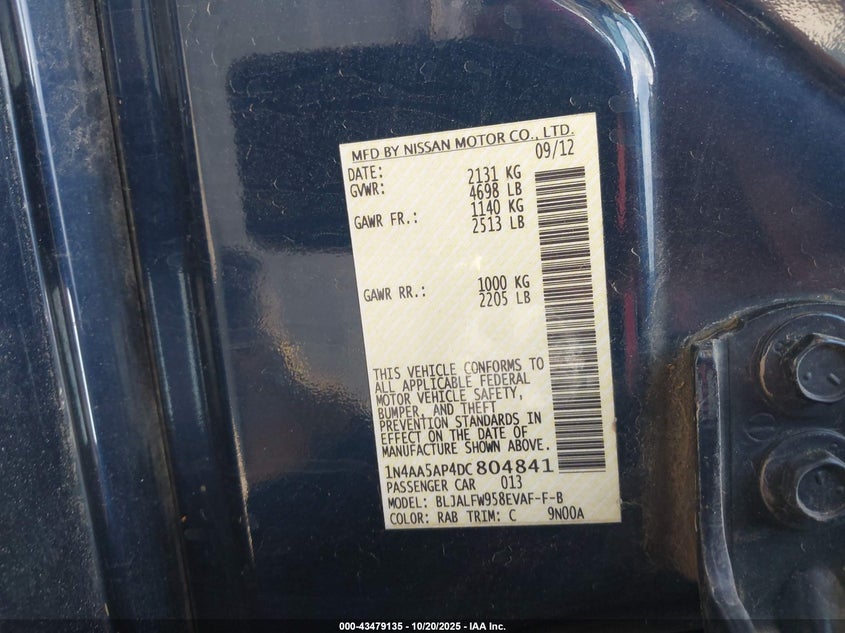 MFD BY NISSAN MOTOR CO., LTD.
DATE: 09/12
GVWR: 2131 KG
4698 LB
GAWR FR.: 1140 KG
2513 LB
GAWR RR.: 1000 KG
2205 LB
THIS VEHICLE CONFORMS TO
ALL APPLICABLE FEDERAL
MOTOR VEHICLE SAFETY,
BUMPER, AND THEFT
PREVENTION STANDARDS IN
EFFECT ON THE DATE OF
MANUFACTURE SHOWN ABOVE.
1N4AA5AP4DC804841
PASSENGER CAR 013
MODEL: BLJALFW958EVAF-F-B
COLOR: RAB TRIM: C 9N00A
000-43479135 - 10/20/2025 - IAA Inc.